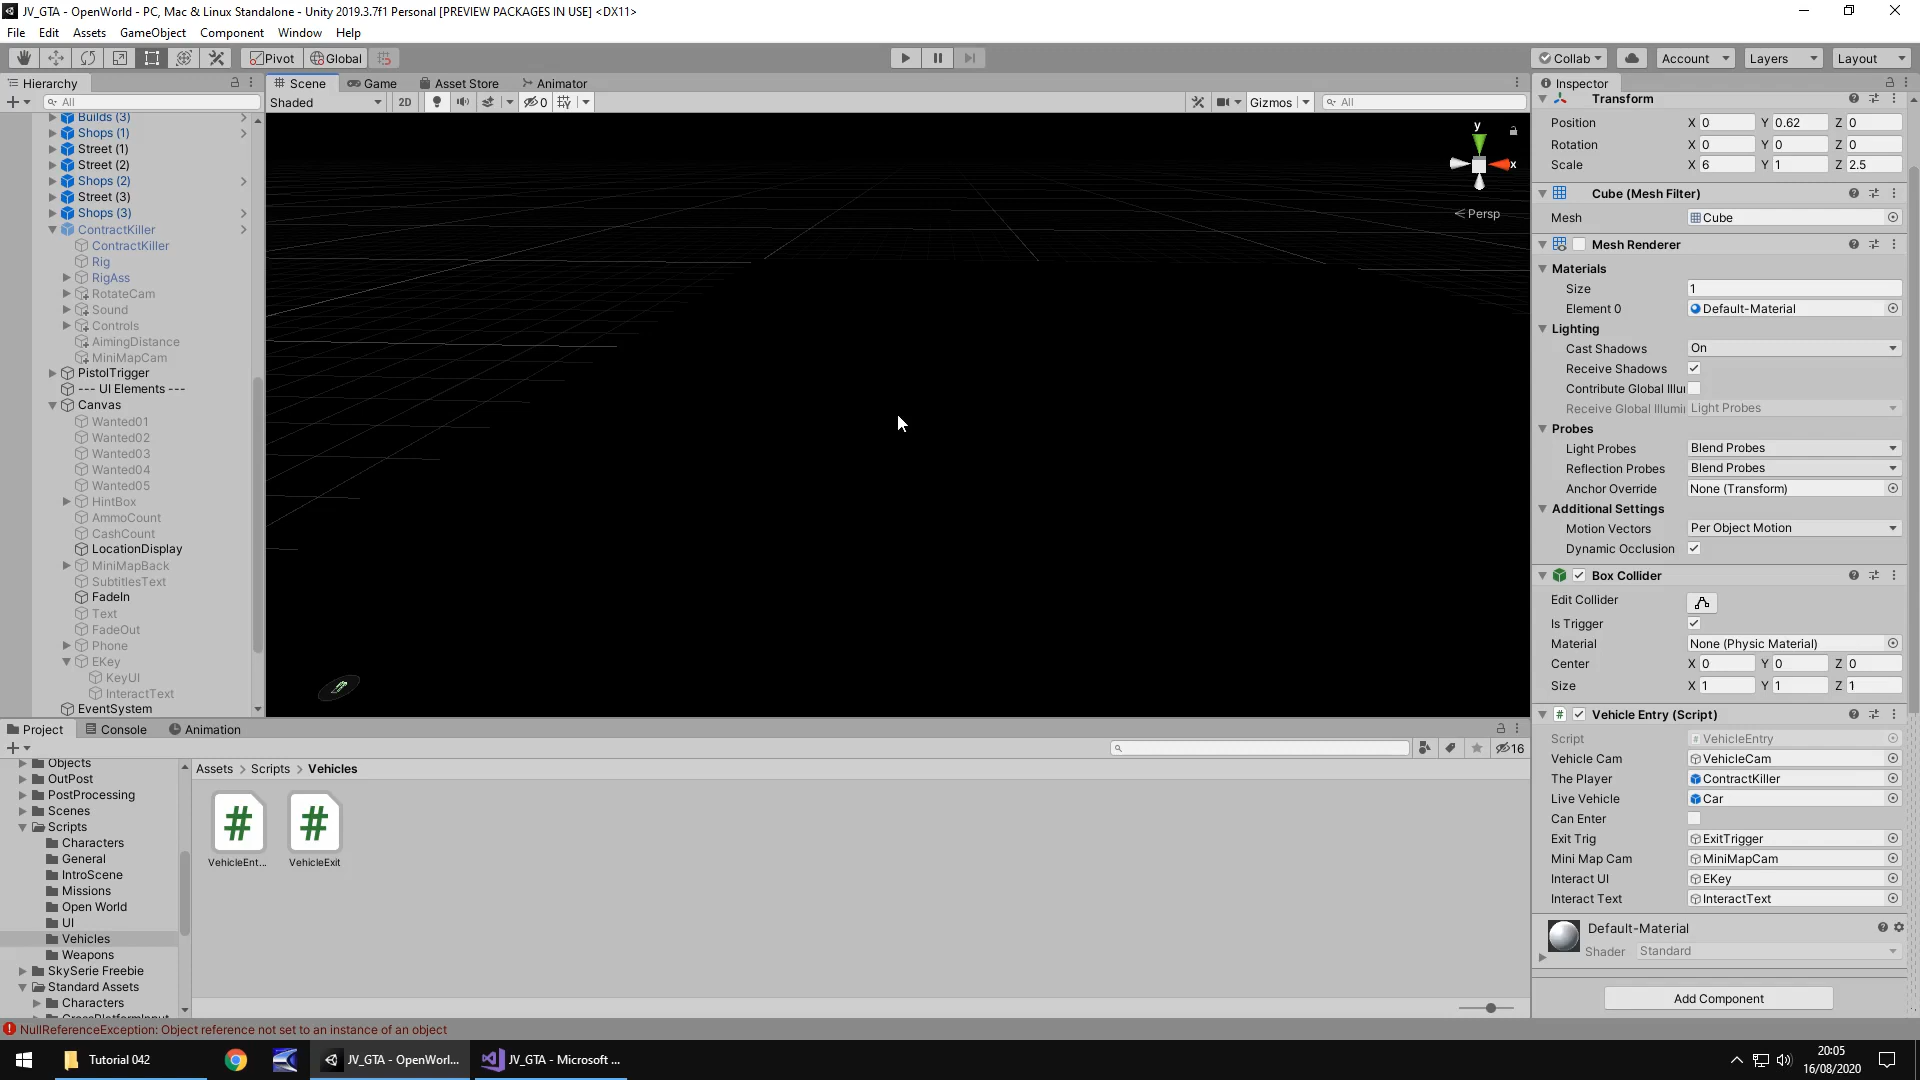 JV_GTA - OpenWorld - PC, Mac & Linux Standalone - Unity 2019.3.7f1 Personal [PREVIEW PACKAGES IN USE] <DX11>
File Edit Assets GameObject Component Window Help
Pivot Global Collab Account Layers Layout
Hierarchy
All
Builds (3)
Shops (1)
Street (1)
Street (2)
Shops (2)
Street (3)
Shops (3)
ContractKiller
ContractKiller
Rig
RigAss
RotateCam
Sound
Controls
AimingDistance
MiniMapCam
PistolTrigger
--- UI Elements ---
Canvas
Wanted01
Wanted02
Wanted03
Wanted04
Wanted05
HintBox
AmmoCount
CashCount
LocationDisplay
MiniMapBack
SubtitlesText
FadeIn
Text
FadeOut
Phone
EKey
KeyUI
InteractText
EventSystem
Scene Game Asset Store Animator
Shaded 2D 0 Gizmos All
y
x
Persp
Inspector
Transform
Position X 0 Y 0.62 Z 0
Rotation X 0 Y 0 Z 0
Scale X 6 Y 1 Z 2.5
Cube (Mesh Filter)
Mesh Cube
Mesh Renderer
Materials
Size 1
Element 0 Default-Material
Lighting
Cast Shadows On
Receive Shadows
Contribute Global Illu
Receive Global Illumi Light Probes
Probes
Light Probes Blend Probes
Reflection Probes Blend Probes
Anchor Override None (Transform)
Additional Settings
Motion Vectors Per Object Motion
Dynamic Occlusion
Box Collider
Edit Collider
Is Trigger
Material None (Physic Material)
Center X 0 Y 0 Z 0
Size X 1 Y 1 Z 1
Vehicle Entry (Script)
Script VehicleEntry
Vehicle Cam VehicleCam
The Player ContractKiller
Live Vehicle Car
Can Enter
Exit Trig ExitTrigger
Mini Map Cam MiniMapCam
Interact UI EKey
Interact Text InteractText
Default-Material
Shader Standard
Add Component
Project Console Animation
16
Objects
OutPost
PostProcessing
Scenes
Scripts
Characters
General
IntroScene
Missions
Open World
UI
Vehicles
Weapons
SkySerie Freebie
Standard Assets
Characters
CrossPlatformInput
Assets > Scripts > Vehicles
VehicleEnt...
VehicleExit
NullReferenceException: Object reference not set to an instance of an object
Tutorial 042
JV_GTA - OpenWorl...
JV_GTA - Microsoft ...
20:05
16/08/2020